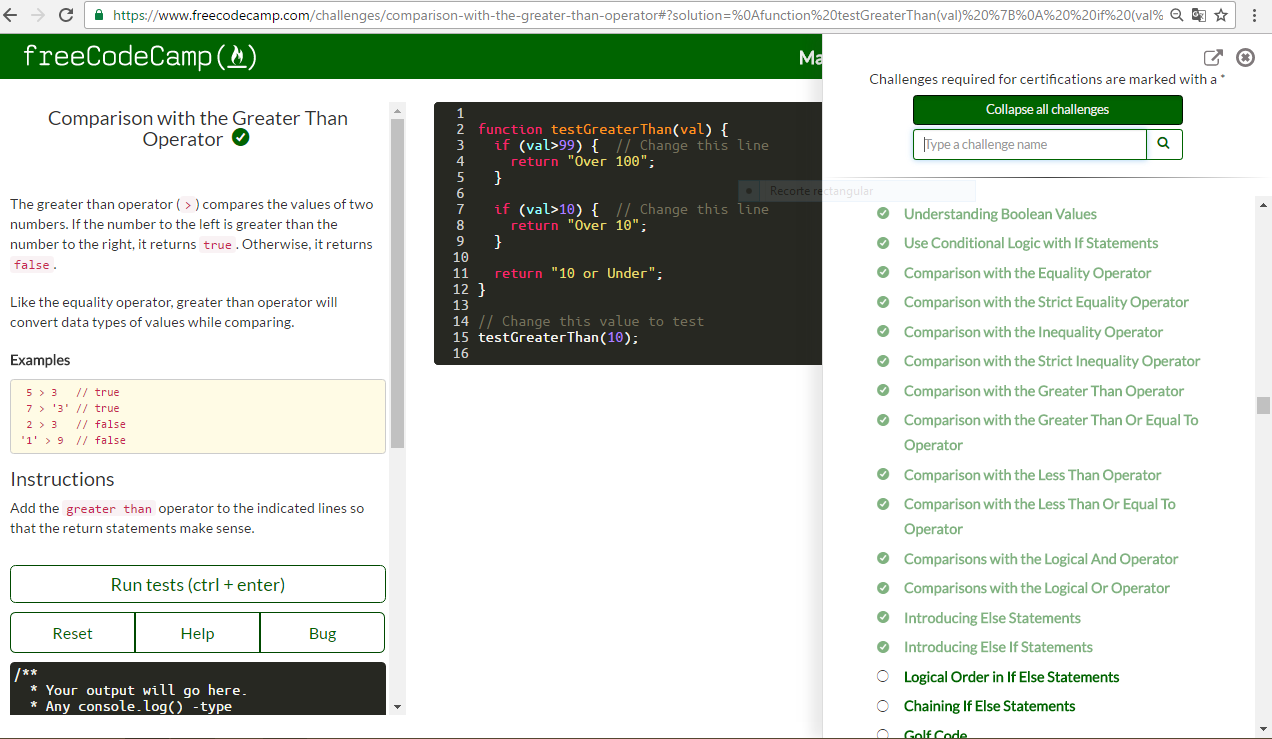 https://www.freecodecamp.com/challenges/comparison-with-the-greater-than-operator#?solution=%0Afunction%20testGreaterThan(val)%20%7B%0A%20%20if%20(val%
freeCodeCamp(🔥)
Ma
Comparison with the Greater Than
Operator
The greater than operator ( > ) compares the values of two
numbers. If the number to the left is greater than the
number to the right, it returns true . Otherwise, it returns
false .
Like the equality operator, greater than operator will
convert data types of values while comparing.
Examples
5 > 3 // true
7 > '3' // true
2 > 3 // false
'1' > 9 // false
Instructions
Add the greater than operator to the indicated lines so
that the return statements make sense.
Run tests (ctrl + enter)
Reset Help Bug
/**
* Your output will go here.
* Any console.log() -type
1
2 function testGreaterThan(val) {
3 if (val>99) { // Change this line
4 return "Over 100";
5 }
6
7 if (val>10) { // Change this line
8 return "Over 10";
9 }
10
11 return "10 or Under";
12 }
13
14 // Change this value to test
15 testGreaterThan(10);
16
Recorte rectangular
Challenges required for certifications are marked with a *
Collapse all challenges
Type a challenge name
Understanding Boolean Values
Use Conditional Logic with If Statements
Comparison with the Equality Operator
Comparison with the Strict Equality Operator
Comparison with the Inequality Operator
Comparison with the Strict Inequality Operator
Comparison with the Greater Than Operator
Comparison with the Greater Than Or Equal To
Operator
Comparison with the Less Than Operator
Comparison with the Less Than Or Equal To
Operator
Comparisons with the Logical And Operator
Comparisons with the Logical Or Operator
Introducing Else Statements
Introducing Else If Statements
Logical Order in If Else Statements
Chaining If Else Statements
Golf Code